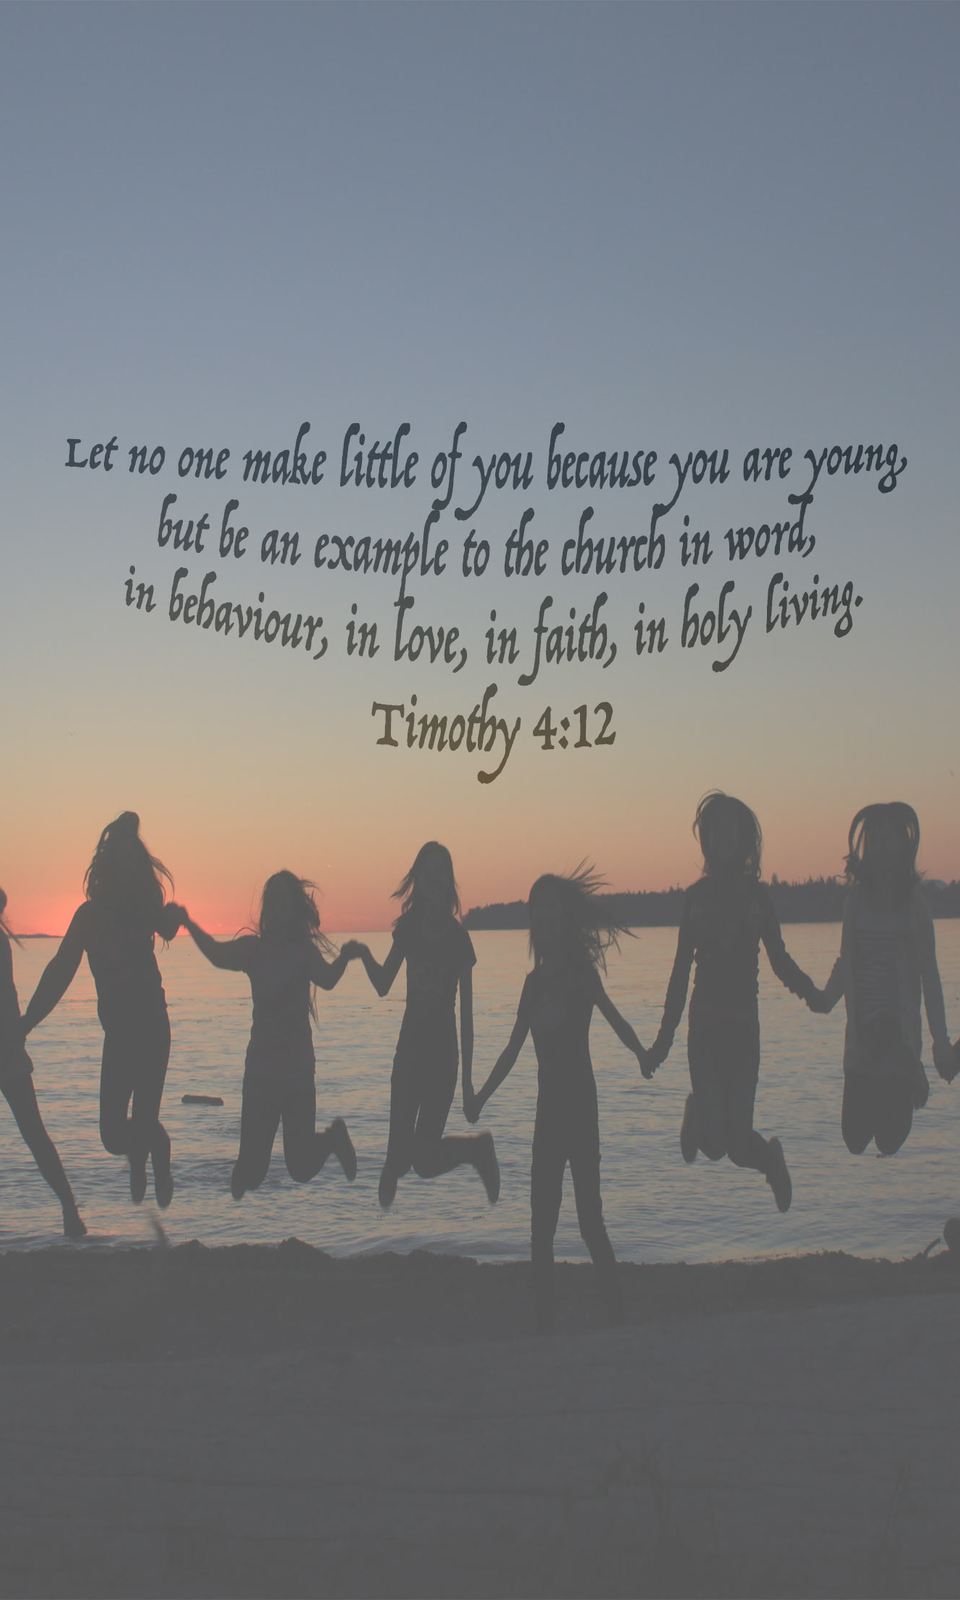 Let no one make little of you because you are young,
but be an example to the church in word,
in behaviour, in love, in faith, in holy living.
Timothy 4:12